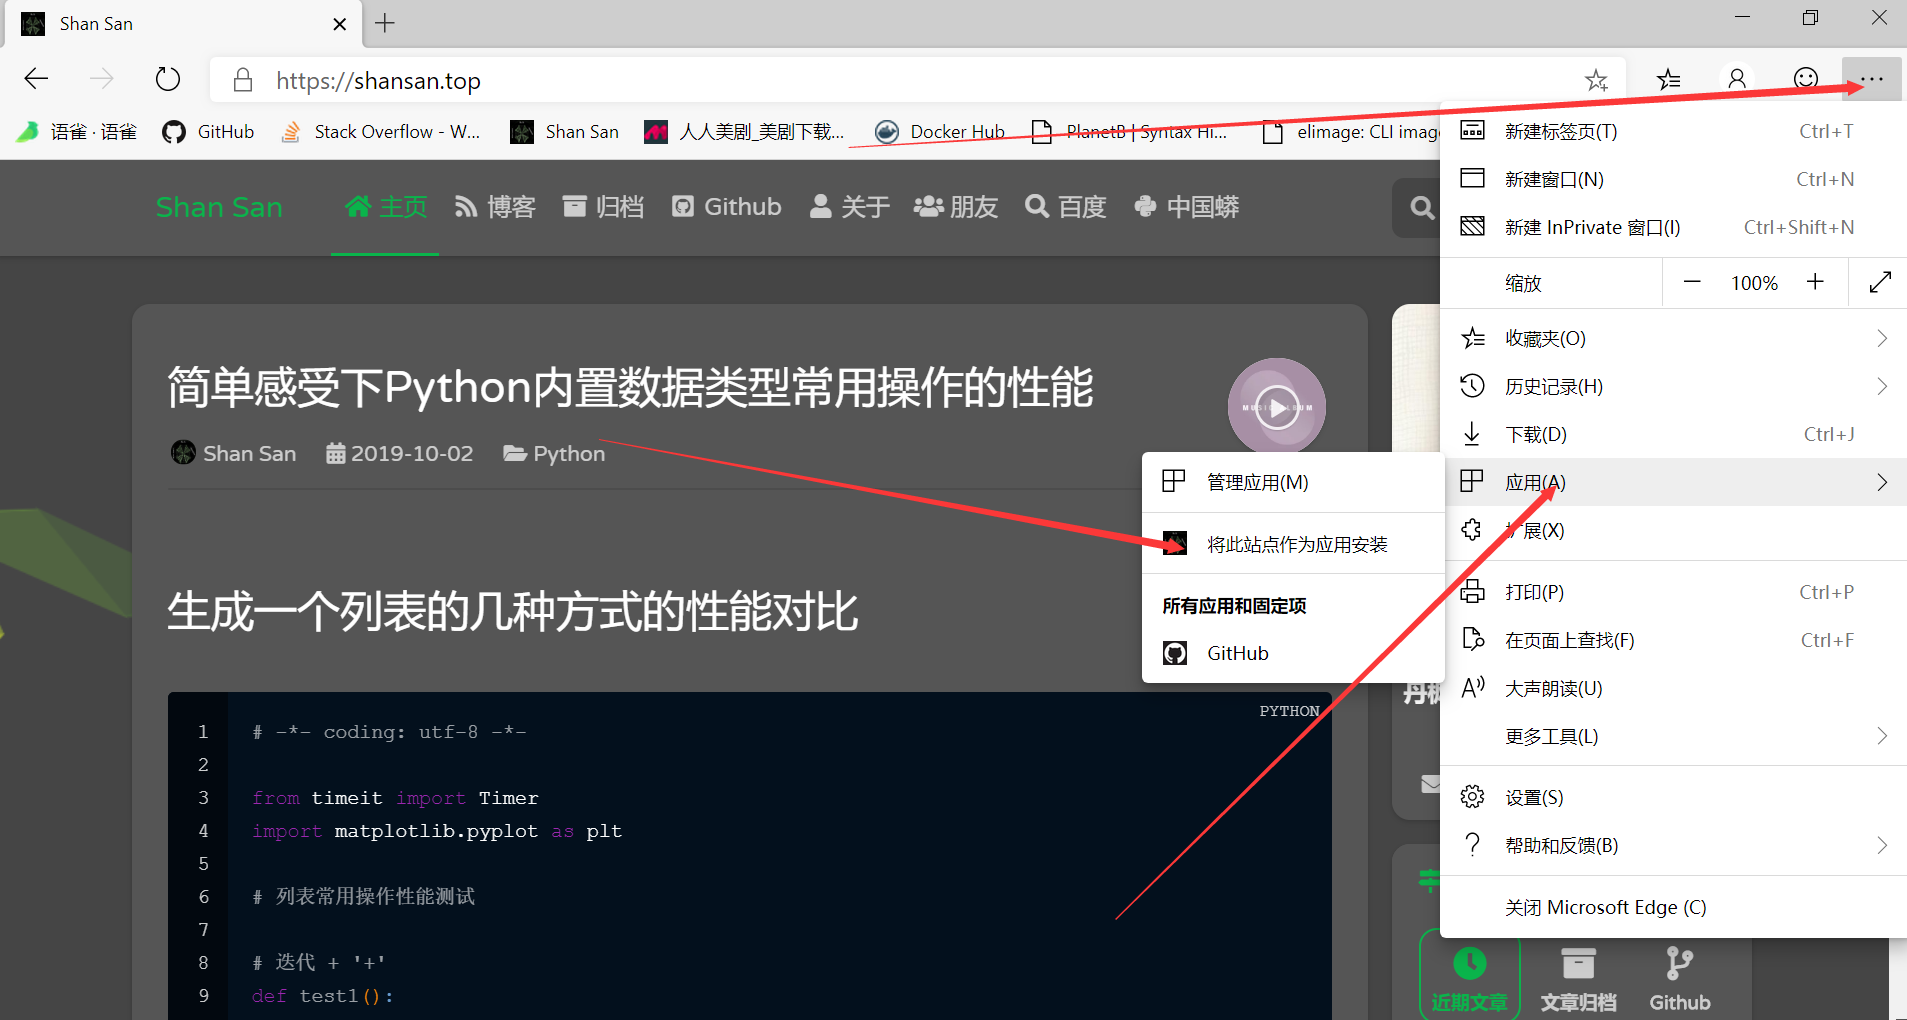 Shan San
https://shansan.top
语雀 · 语雀
GitHub
Stack Overflow - W...
Shan San
人人美剧_美剧下载...
Docker Hub
PlanetB | Syntax Hi...
elimage: CLI imag
Shan San
主页
博客
归档
Github
关于
朋友
百度
中国蟒
新建标签页(T) Ctrl+T
新建窗口(N) Ctrl+N
新建 InPrivate 窗口(I) Ctrl+Shift+N
缩放 100%
收藏夹(O)
历史记录(H)
下载(D) Ctrl+J
应用(A)
扩展(X)
打印(P) Ctrl+P
在页面上查找(F) Ctrl+F
大声朗读(U)
更多工具(L)
设置(S)
帮助和反馈(B)
关闭 Microsoft Edge (C)
管理应用(M)
将此站点作为应用安装
所有应用和固定项
GitHub
简单感受下Python内置数据类型常用操作的性能
Shan San 2019-10-02 Python
生成一个列表的几种方式的性能对比
PYTHON
1 # -*- coding: utf-8 -*-
2
3 from timeit import Timer
4 import matplotlib.pyplot as plt
5
6 # 列表常用操作性能测试
7
8 # 迭代 + '+'
9 def test1():
近期文章
文章归档
Github